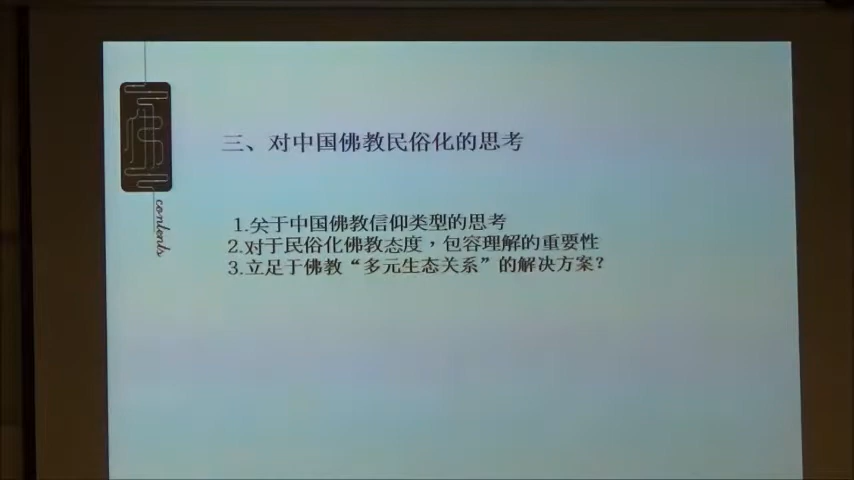 三、对中国佛教民俗化的思考
1.关于中国佛教信仰类型的思考
2.对于民俗化佛教态度，包容理解的重要性
3.立足于佛教“多元生态关系”的解决方案？
佛
contents